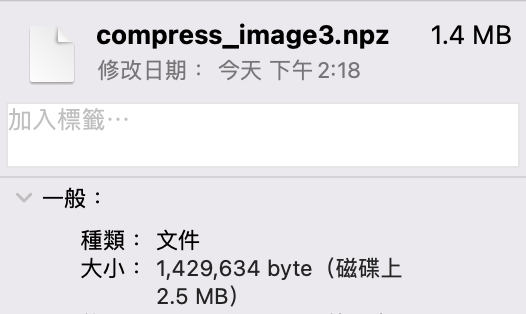 compress_image3.npz 1.4 MB
修改日期： 今天 下午2:18
加入標籤⋯
一般：
種類： 文件
大小： 1,429,634 byte（磁碟上
2.5 MB）